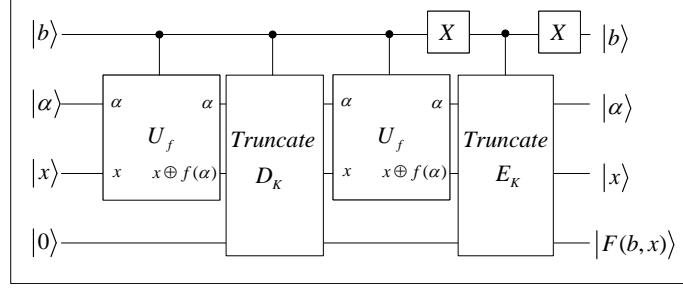 |b⟩ X X |b⟩
|α⟩ α α α α |α⟩
U_f Truncate U_f Truncate
|x⟩ x x⊕f(α) D_K x x⊕f(α) E_K |x⟩
|0⟩ |F(b,x)⟩